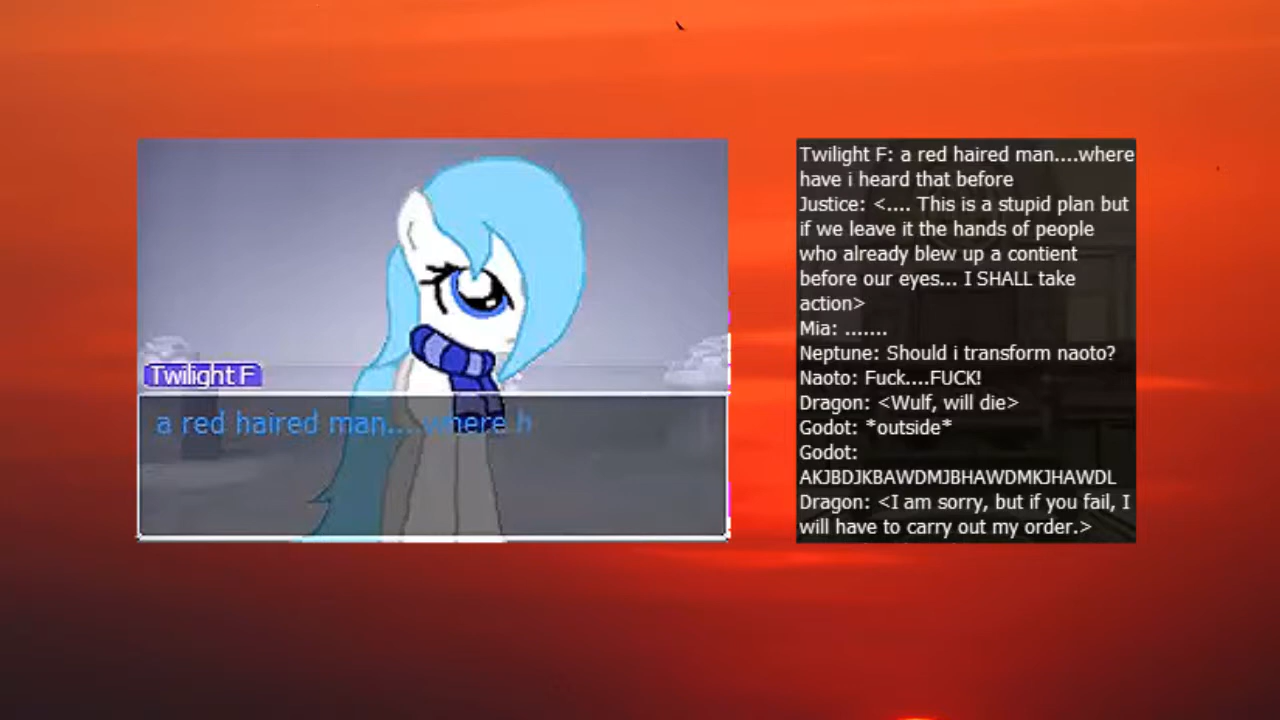 Twilight F
a red haired man... where h
Twilight F: a red haired man....where
have i heard that before
Justice: <.... This is a stupid plan but
if we leave it the hands of people
who already blew up a contient
before our eyes... I SHALL take
action>
Mia: .......
Neptune: Should i transform naoto?
Naoto: Fuck....FUCK!
Dragon: <Wulf, will die>
Godot: *outside*
Godot:
AKJBDJKBAWDMJBHAWDMKJHAWDL
Dragon: <I am sorry, but if you fail, I
will have to carry out my order.>